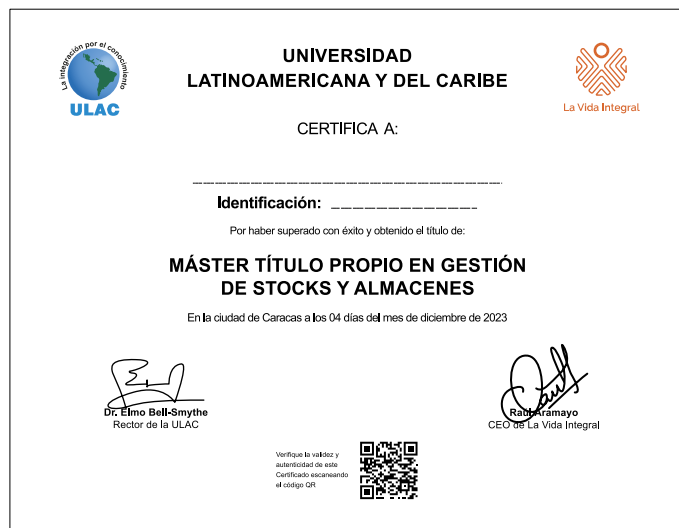 La integración por el conocimiento
ULAC
UNIVERSIDAD
LATINOAMERICANA Y DEL CARIBE
La Vida Integral
CERTIFICA A:
Identificación:
Por haber superado con éxito y obtenido el título de:
MÁSTER TÍTULO PROPIO EN GESTIÓN
DE STOCKS Y ALMACENES
En la ciudad de Caracas a los 04 días del mes de diciembre de 2023
Dr. Elmo Bell-Smythe
Rector de la ULAC
Raúl Aramayo
CEO de La Vida Integral
Verifique la validez y
autenticidad de este
Certificado escaneando
el código QR